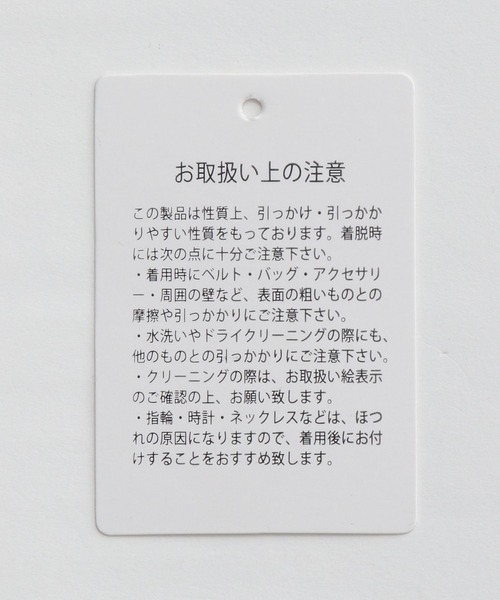 お取扱い上の注意
この製品は性質上、引っかけ・引っかか
りやすい性質をもっております。着脱時
には次の点に十分ご注意下さい。
・着用時にベルト・バッグ・アクセサリ
ー・周囲の壁など、表面の粗いものとの
摩擦や引っかかりにご注意下さい。
・水洗いやドライクリーニングの際にも、
他のものとの引っかかりにご注意下さい。
・クリーニングの際は、お取扱い絵表示
のご確認の上、お願い致します。
・指輪・時計・ネックレスなどは、ほつ
れの原因になりますので、着用後にお付
けすることをおすすめ致します。